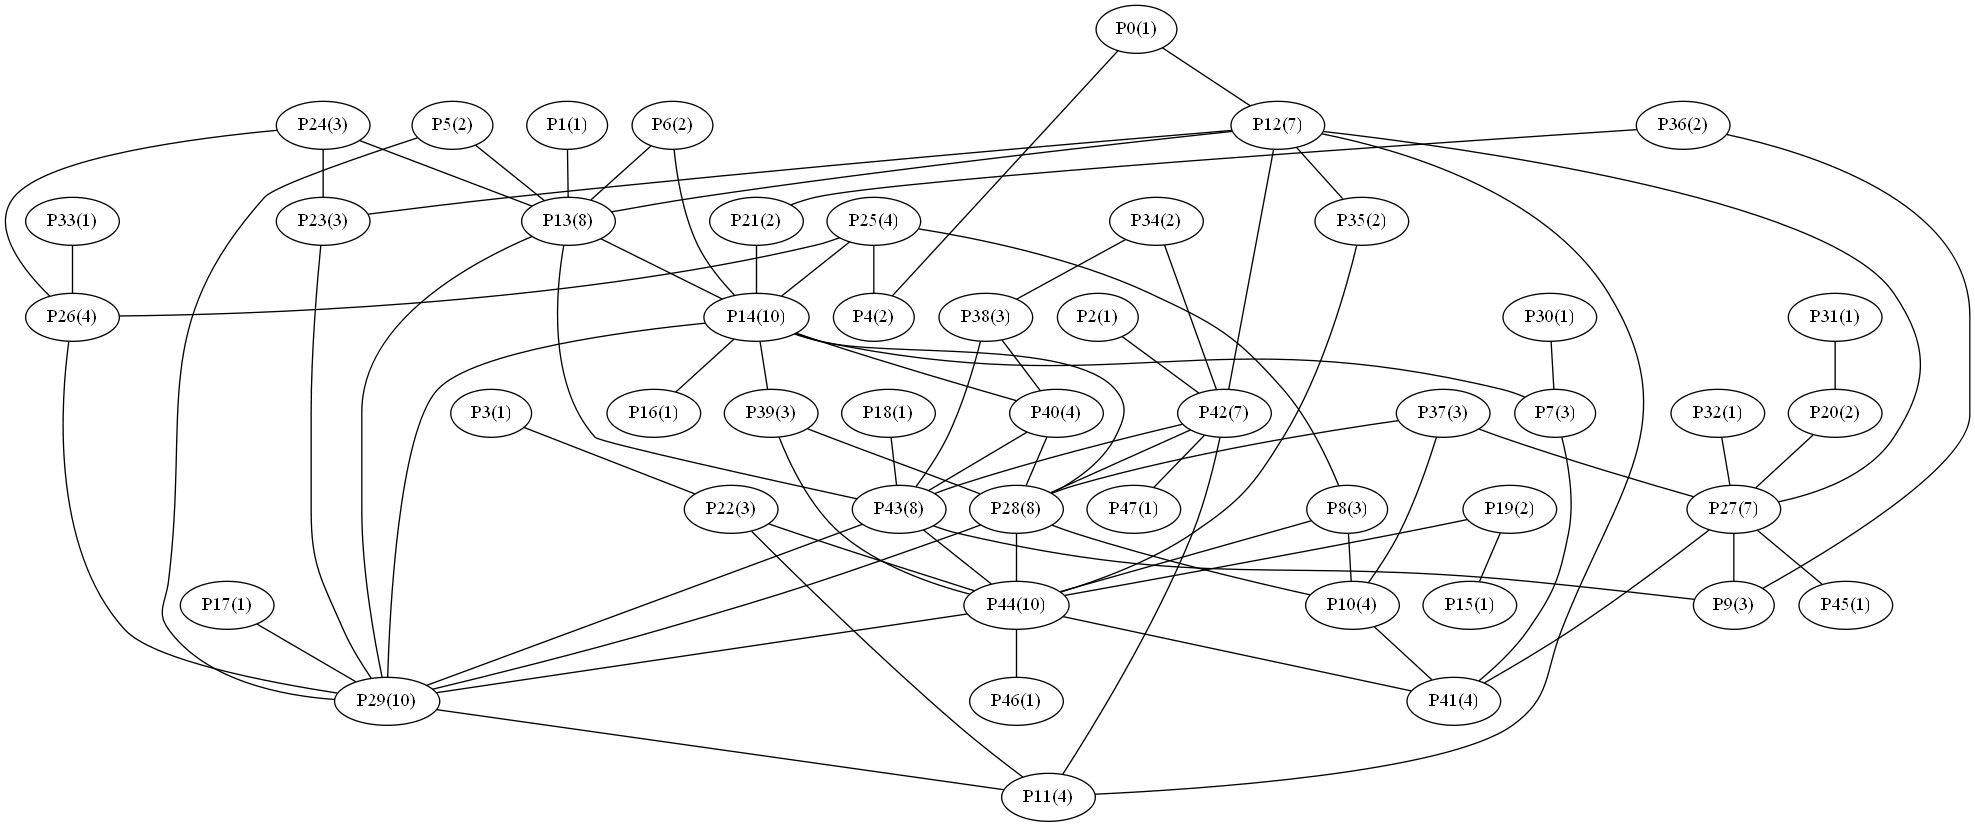 P0(1)
P24(3) P5(2) P1(1) P6(2) P12(7) P36(2)
P33(1) P23(3) P13(8) P21(2) P25(4) P34(2) P35(2)
P26(4) P14(10) P4(2) P38(3) P2(1) P30(1) P31(1)
P3(1) P16(1) P39(3) P18(1) P40(4) P42(7) P37(3) P7(3) P32(1) P20(2)
P22(3) P43(8) P28(8) P47(1) P8(3) P19(2) P27(7)
P17(1) P44(10) P10(4) P15(1) P9(3) P45(1)
P29(10) P46(1) P41(4)
P11(4)